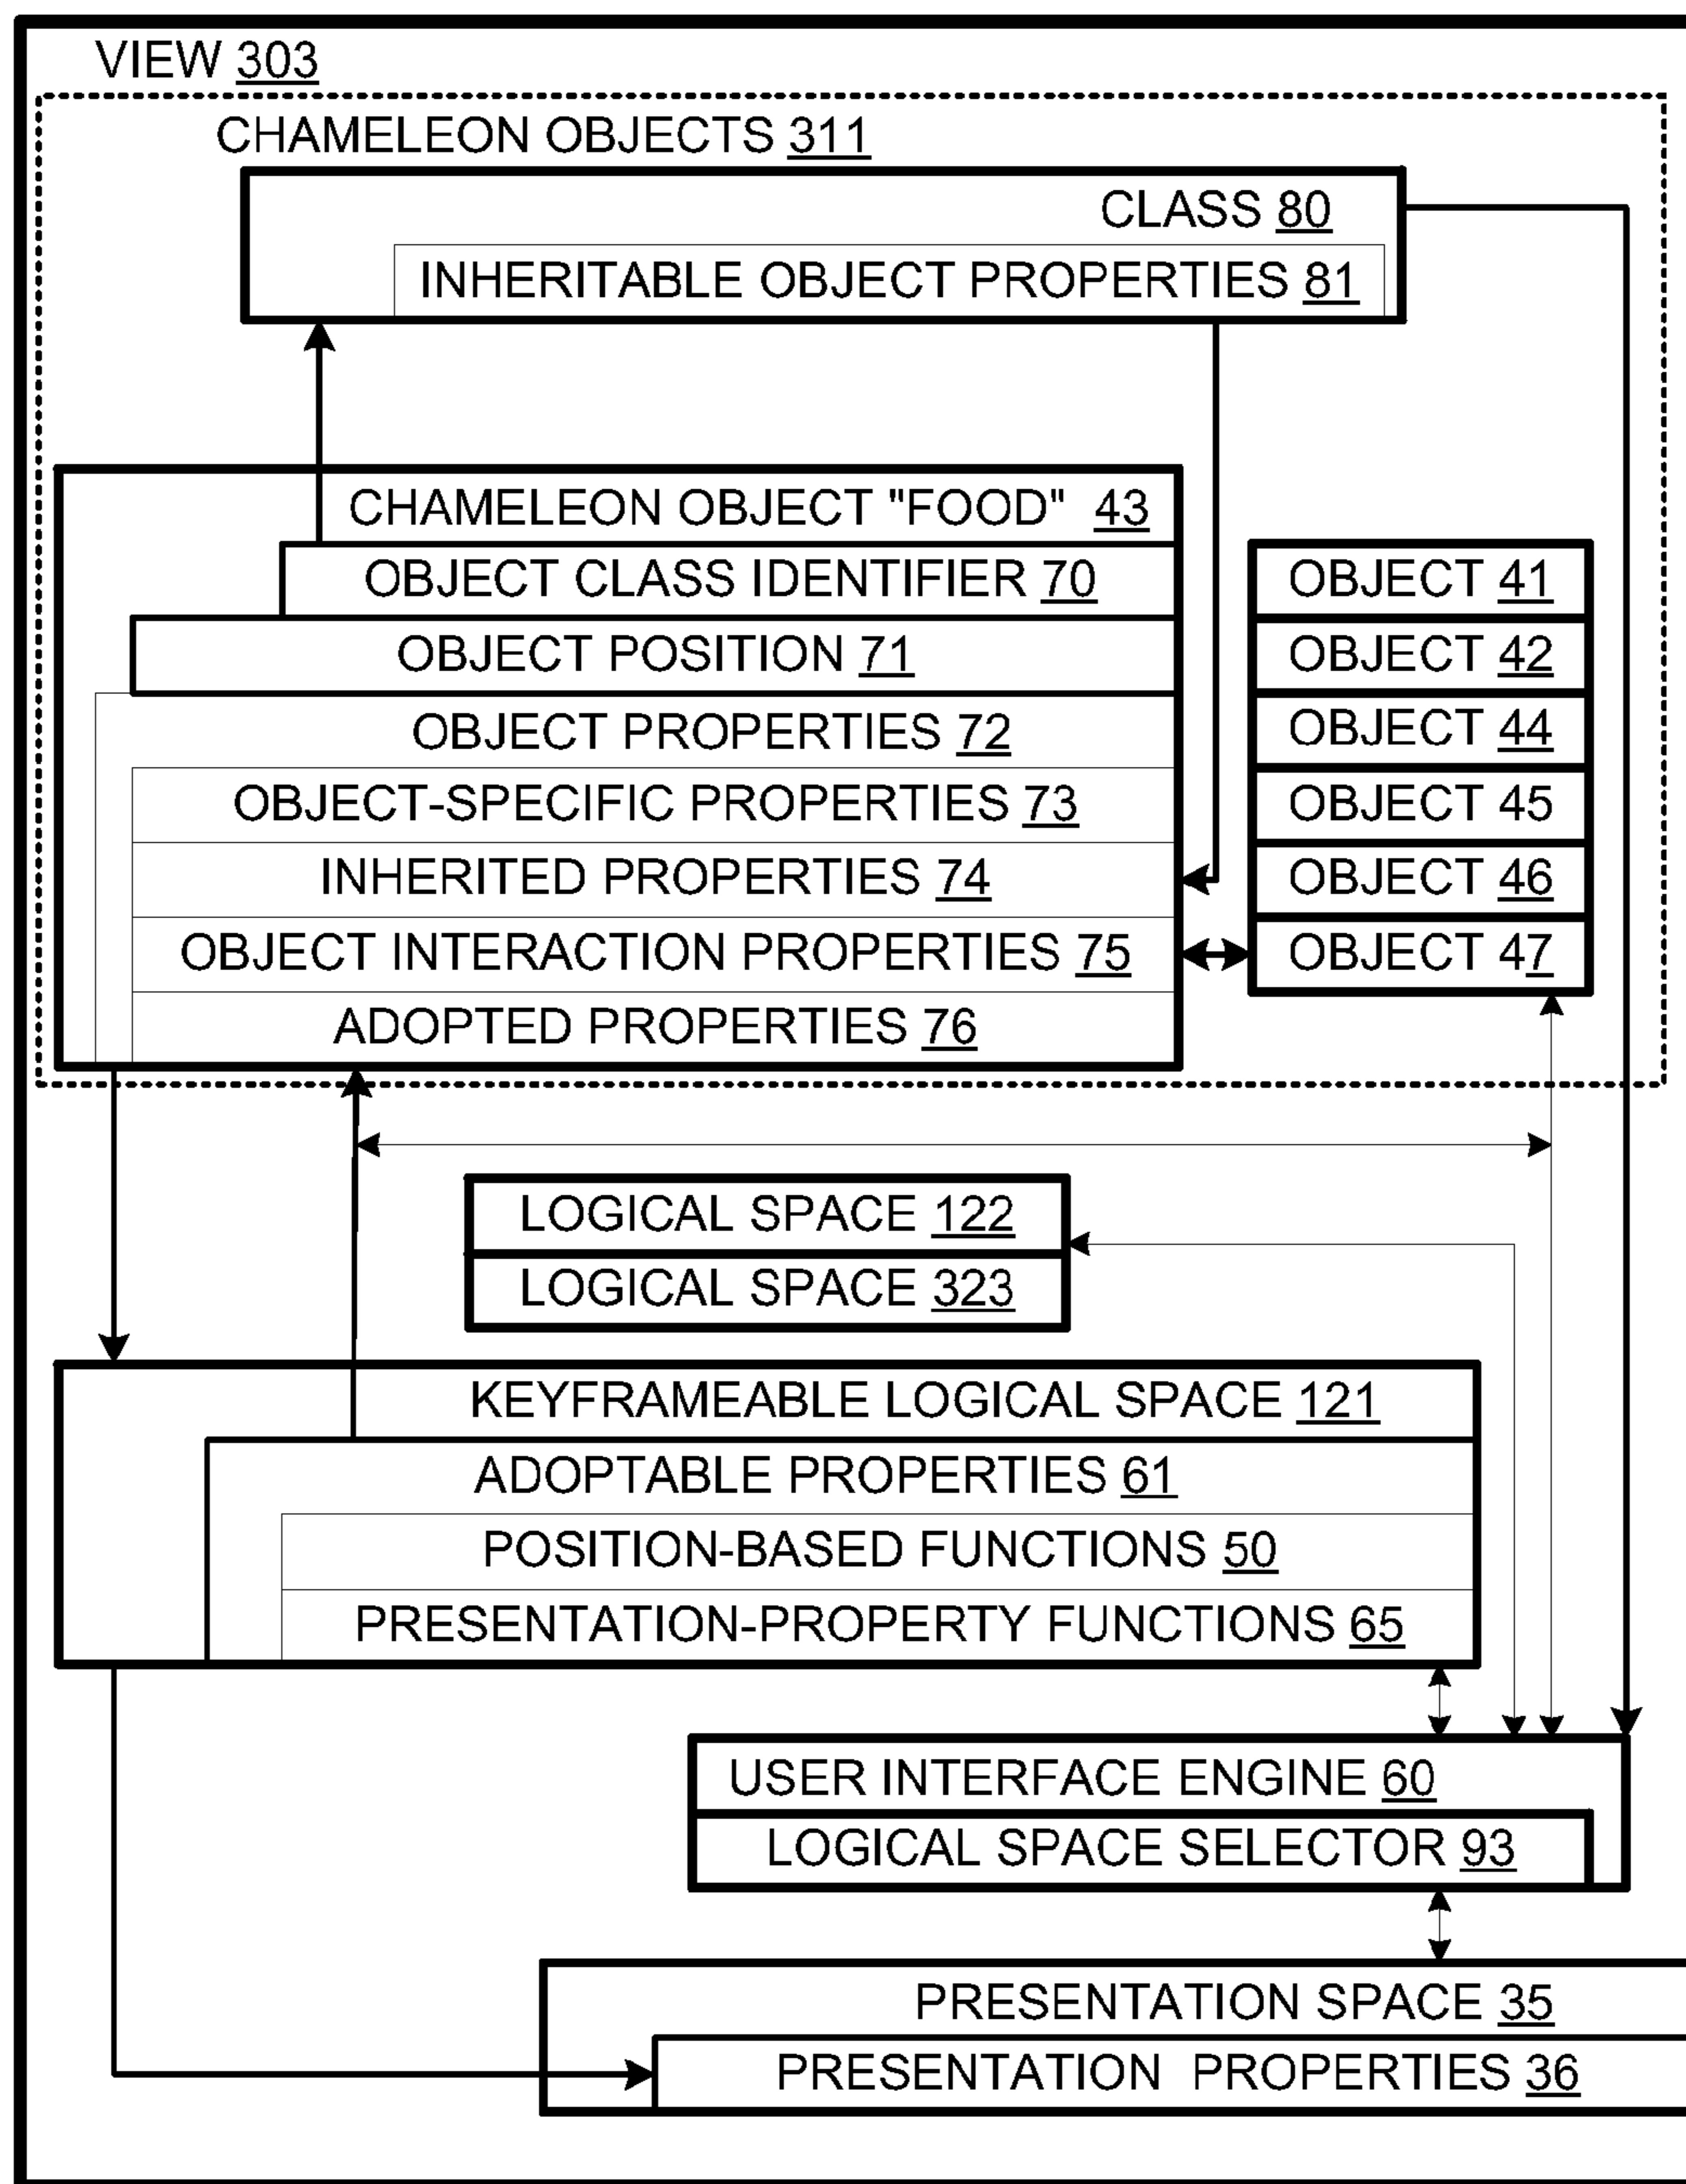 VIEW 303
CHAMELEON OBJECTS 311
CLASS 80
INHERITABLE OBJECT PROPERTIES 81
CHAMELEON OBJECT "FOOD" 43
OBJECT CLASS IDENTIFIER 70
OBJECT POSITION 71
OBJECT PROPERTIES 72
OBJECT-SPECIFIC PROPERTIES 73
INHERITED PROPERTIES 74
OBJECT INTERACTION PROPERTIES 75
ADOPTED PROPERTIES 76
OBJECT 41
OBJECT 42
OBJECT 44
OBJECT 45
OBJECT 46
OBJECT 47
LOGICAL SPACE 122
LOGICAL SPACE 323
KEYFRAMEABLE LOGICAL SPACE 121
ADOPTABLE PROPERTIES 61
POSITION-BASED FUNCTIONS 50
PRESENTATION-PROPERTY FUNCTIONS 65
USER INTERFACE ENGINE 60
LOGICAL SPACE SELECTOR 93
PRESENTATION SPACE 35
PRESENTATION PROPERTIES 36